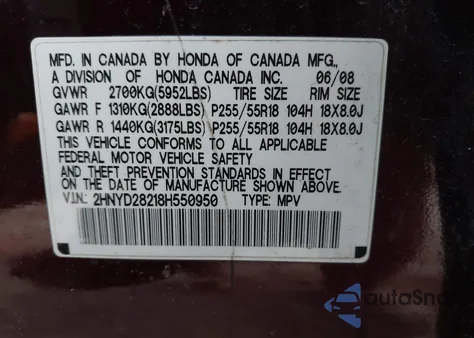 MFD. IN CANADA BY HONDA OF CANADA MFG.,
A DIVISION OF HONDA CANADA INC. 06/08
GVWR 2700KG(5952LBS) TIRE SIZE RIM SIZE
GAWR F 1310KG(2888LBS) P255/55R18 104H 18X8.0J
GAWR R 1440KG(3175LBS) P255/55R18 104H 18X8.0J
THIS VEHICLE CONFORMS TO ALL APPLICABLE
FEDERAL MOTOR VEHICLE SAFETY
AND THEFT PREVENTION STANDARDS IN EFFECT
ON THE DATE OF MANUFACTURE SHOWN ABOVE.
V.I.N.: 2HNYD28218H550950 TYPE: MPV